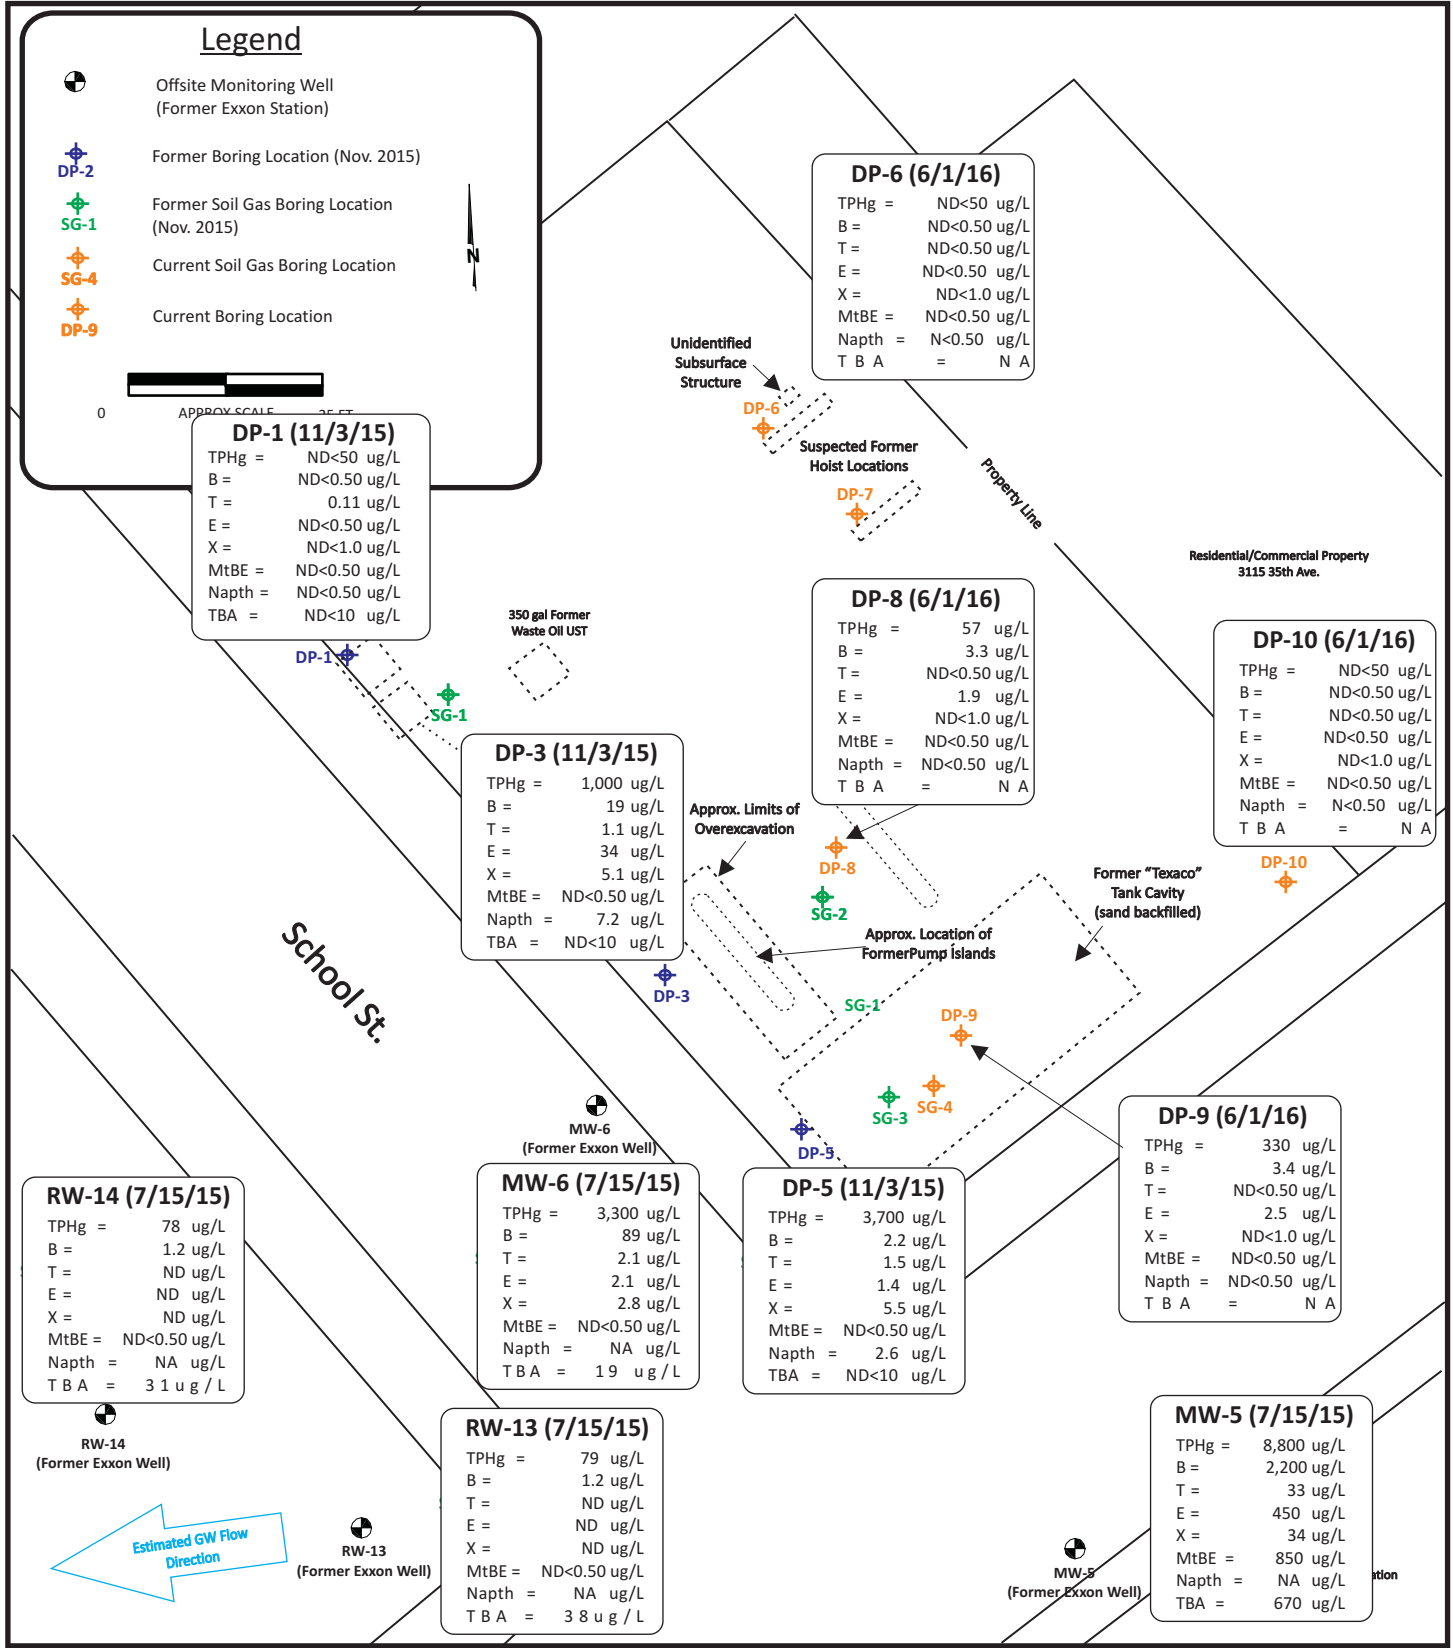 Legend
Offsite Monitoring Well
(Former Exxon Station)
DP-2
Former Boring Location (Nov. 2015)
SG-1
Former Soil Gas Boring Location
(Nov. 2015)
SG-4
Current Soil Gas Boring Location
DP-9
Current Boring Location
N
0 APPROX SCALE 25 FT
DP-1 (11/3/15)
TPHg = ND<50 ug/L
B = ND<0.50 ug/L
T = 0.11 ug/L
E = ND<0.50 ug/L
X = ND<1.0 ug/L
MtBE = ND<0.50 ug/L
Napth = ND<0.50 ug/L
TBA = ND<10 ug/L
DP-6 (6/1/16)
TPHg = ND<50 ug/L
B = ND<0.50 ug/L
T = ND<0.50 ug/L
E = ND<0.50 ug/L
X = ND<1.0 ug/L
MtBE = ND<0.50 ug/L
Napth = N<0.50 ug/L
T B A = N A
Unidentified
Subsurface
Structure
DP-6
Suspected Former
Hoist Locations
DP-7
Property Line
Residential/Commercial Property
3115 35th Ave.
350 gal Former
Waste Oil UST
DP-1
SG-1
DP-8 (6/1/16)
TPHg = 57 ug/L
B = 3.3 ug/L
T = ND<0.50 ug/L
E = 1.9 ug/L
X = ND<1.0 ug/L
MtBE = ND<0.50 ug/L
Napth = ND<0.50 ug/L
T B A = N A
DP-10 (6/1/16)
TPHg = ND<50 ug/L
B = ND<0.50 ug/L
T = ND<0.50 ug/L
E = ND<0.50 ug/L
X = ND<1.0 ug/L
MtBE = ND<0.50 ug/L
Napth = N<0.50 ug/L
T B A = N A
DP-10
DP-3 (11/3/15)
TPHg = 1,000 ug/L
B = 19 ug/L
T = 1.1 ug/L
E = 34 ug/L
X = 5.1 ug/L
MtBE = ND<0.50 ug/L
Napth = 7.2 ug/L
TBA = ND<10 ug/L
Approx. Limits of
Overexcavation
DP-8
SG-2
Former “Texaco”
Tank Cavity
(sand backfilled)
Approx. Location of
FormerPump Islands
School St.
DP-3
SG-1
DP-9
SG-3
SG-4
DP-5
MW-6
(Former Exxon Well)
DP-9 (6/1/16)
TPHg = 330 ug/L
B = 3.4 ug/L
T = ND<0.50 ug/L
E = 2.5 ug/L
X = ND<1.0 ug/L
MtBE = ND<0.50 ug/L
Napth = ND<0.50 ug/L
T B A = N A
RW-14 (7/15/15)
TPHg = 78 ug/L
B = 1.2 ug/L
T = ND ug/L
E = ND ug/L
X = ND ug/L
MtBE = ND<0.50 ug/L
Napth = NA ug/L
T B A = 3 1 u g / L
MW-6 (7/15/15)
TPHg = 3,300 ug/L
B = 89 ug/L
T = 2.1 ug/L
E = 2.1 ug/L
X = 2.8 ug/L
MtBE = ND<0.50 ug/L
Napth = NA ug/L
T B A = 1 9 u g / L
DP-5 (11/3/15)
TPHg = 3,700 ug/L
B = 2.2 ug/L
T = 1.5 ug/L
E = 1.4 ug/L
X = 5.5 ug/L
MtBE = ND<0.50 ug/L
Napth = 2.6 ug/L
TBA = ND<10 ug/L
RW-14
(Former Exxon Well)
RW-13 (7/15/15)
TPHg = 79 ug/L
B = 1.2 ug/L
T = ND ug/L
E = ND ug/L
X = ND ug/L
MtBE = ND<0.50 ug/L
Napth = NA ug/L
T B A = 3 8 u g / L
MW-5 (7/15/15)
TPHg = 8,800 ug/L
B = 2,200 ug/L
T = 33 ug/L
E = 450 ug/L
X = 34 ug/L
MtBE = 850 ug/L
Napth = NA ug/L
TBA = 670 ug/L
Estimated GW Flow
Direction
RW-13
(Former Exxon Well)
MW-5
(Former Exxon Well)